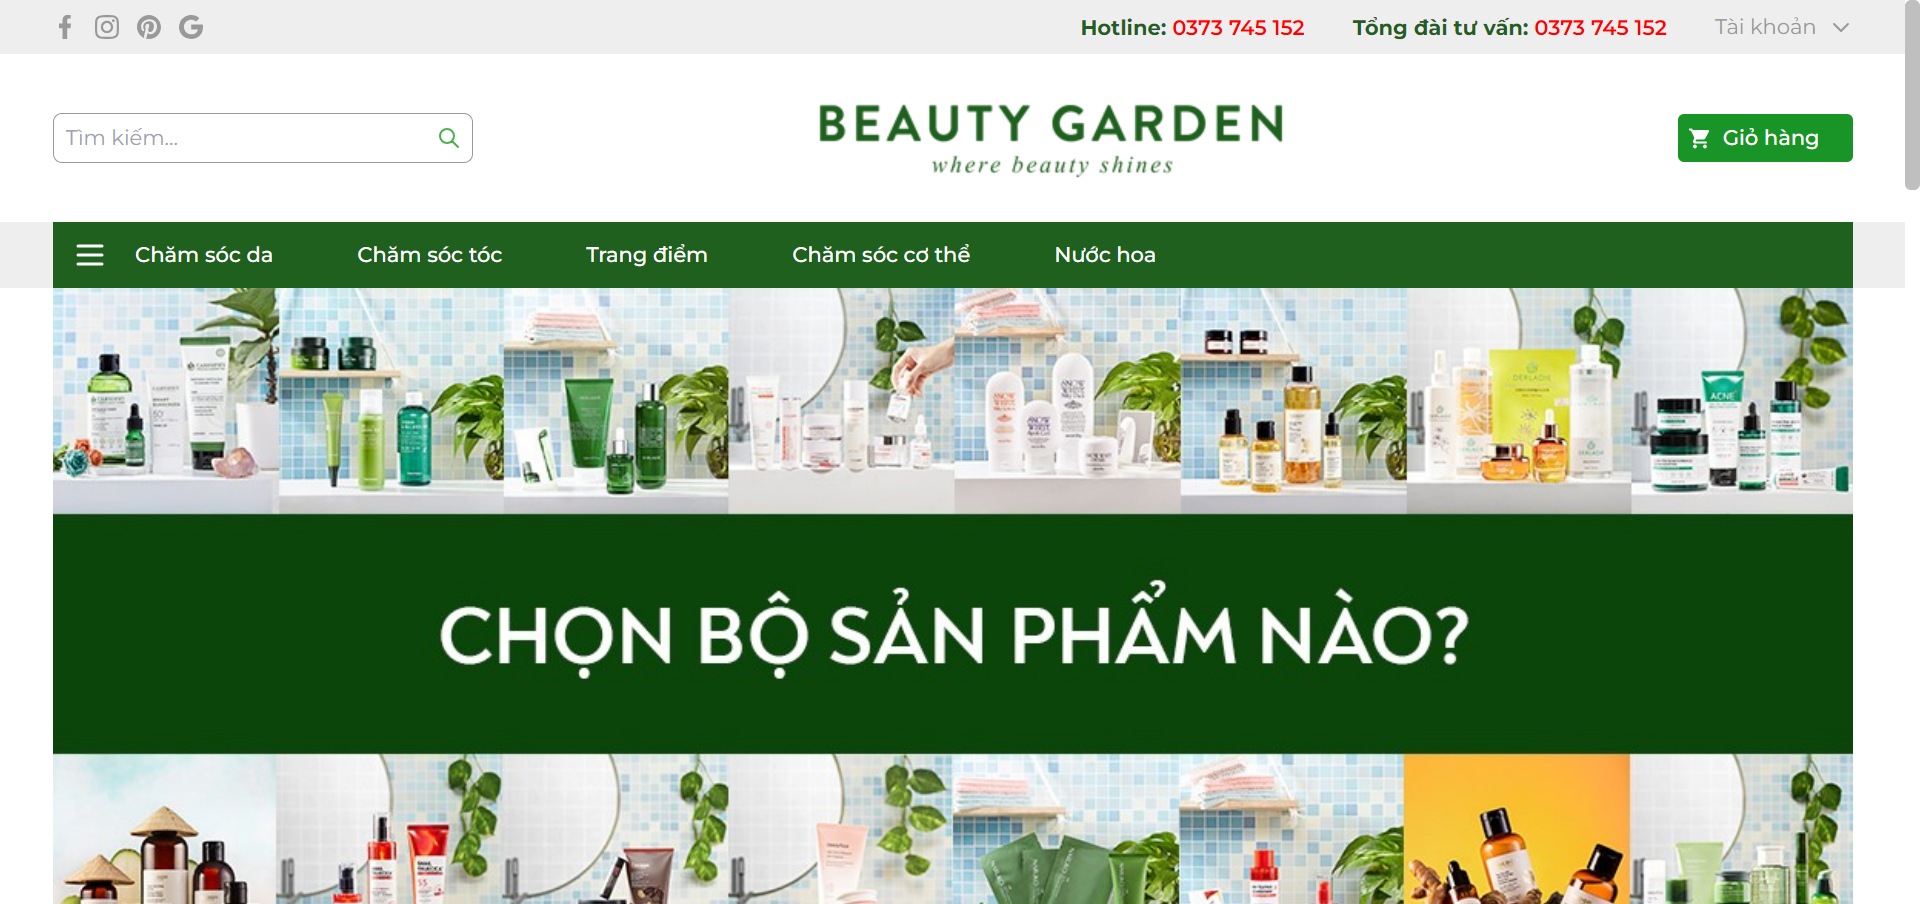 Hotline: 0373 745 152
Tổng đài tư vấn: 0373 745 152
Tài khoản
Tìm kiếm...
BEAUTY GARDEN
where beauty shines
Giỏ hàng
Chăm sóc da
Chăm sóc tóc
Trang điểm
Chăm sóc cơ thể
Nước hoa
ACNE
CHỌN BỘ SẢN PHẨM NÀO?